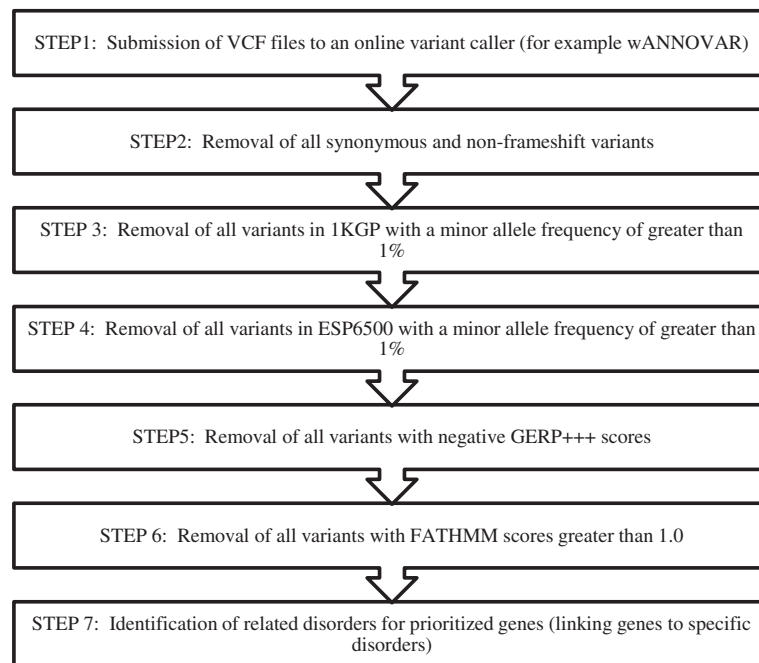 STEP1: Submission of VCF files to an online variant caller (for example wANNOVAR)
STEP2: Removal of all synonymous and non-frameshift variants
STEP 3: Removal of all variants in 1KGP with a minor allele frequency of greater than
1%
STEP 4: Removal of all variants in ESP6500 with a minor allele frequency of greater than
1%
STEP5: Removal of all variants with negative GERP+++ scores
STEP 6: Removal of all variants with FATHMM scores greater than 1.0
STEP 7: Identification of related disorders for prioritized genes (linking genes to specific
disorders)